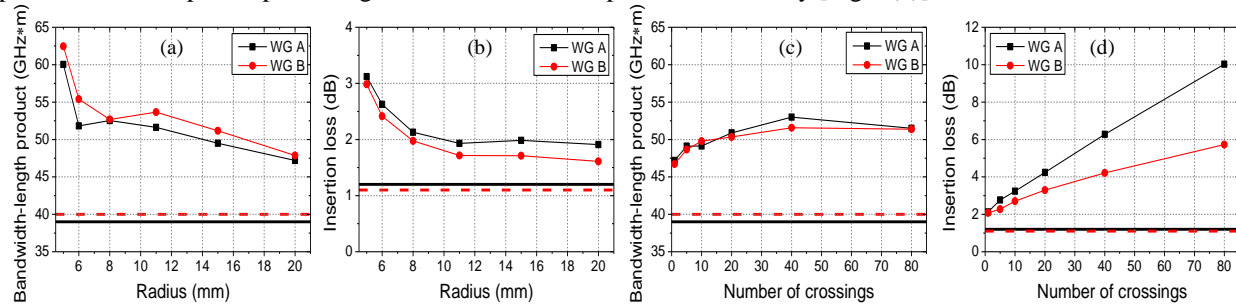 Bandwidth-length product (GHz*m)
65
60
55
50
45
40
35
(a)
WG A
WG B
4 6 8 10 12 14 16 18 20
Radius (mm)
Insertion loss (dB)
4
3
2
1
0
(b)
WG A
WG B
4 6 8 10 12 14 16 18 20
Radius (mm)
Bandwidth-length product (GHz*m)
65
60
55
50
45
40
35
(c)
WG A
WG B
0 10 20 30 40 50 60 70 80
Number of crossings
Insertion loss (dB)
12
10
8
6
4
2
0
(d)
WG A
WG B
0 10 20 30 40 50 60 70 80
Number of crossings